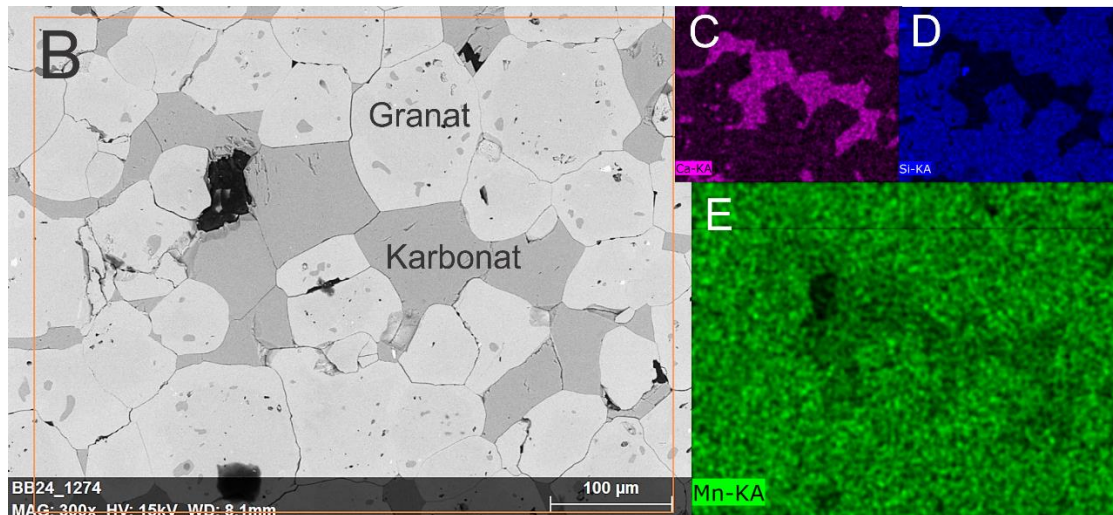 B
Granat
Karbonat
BB24_1274
100 µm
MAG: 300x HV: 15kV WD: 8.1mm
C
Ca-KA
D
Si-KA
E
Mn-KA